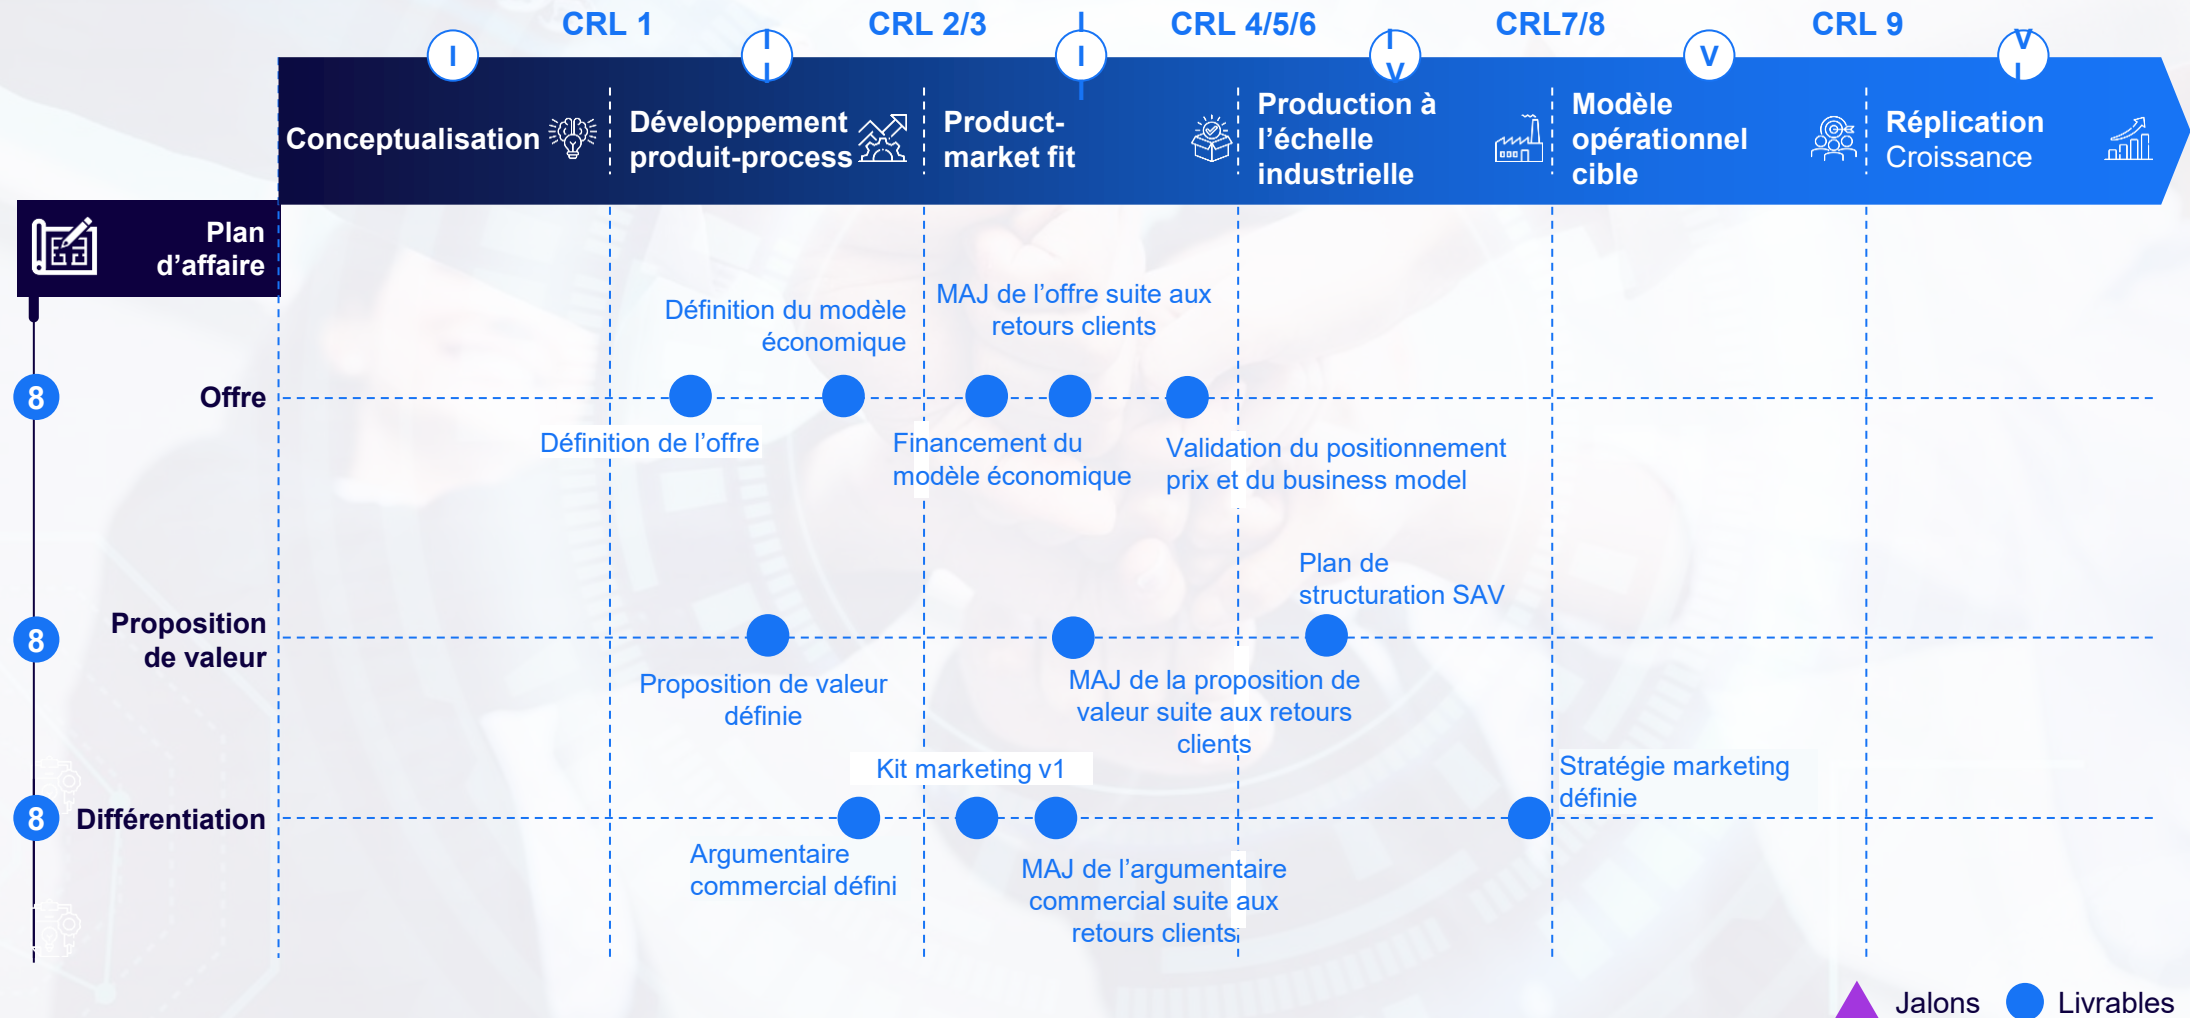 CRL 1
CRL 2/3
CRL 4/5/6
CRL7/8
CRL 9
I
II
III
IV
V
VI
Conceptualisation
Développement
produit-process
Product-
market fit
Production à
l’échelle
industrielle
Modèle
opérationnel
cible
Réplication
Croissance
Plan
d’affaire
Définition du modèle
économique
MAJ de l’offre suite aux
retours clients
8
Offre
Définition de l’offre
Financement du
modèle économique
Validation du positionnement
prix et du business model
Plan de
structuration SAV
8
Proposition
de valeur
Proposition de valeur
définie
MAJ de la proposition de
valeur suite aux retours
clients
Kit marketing v1
Stratégie marketing
définie
8
Différentiation
Argumentaire
commercial défini
MAJ de l’argumentaire
commercial suite aux
retours clients
Jalons
Livrables